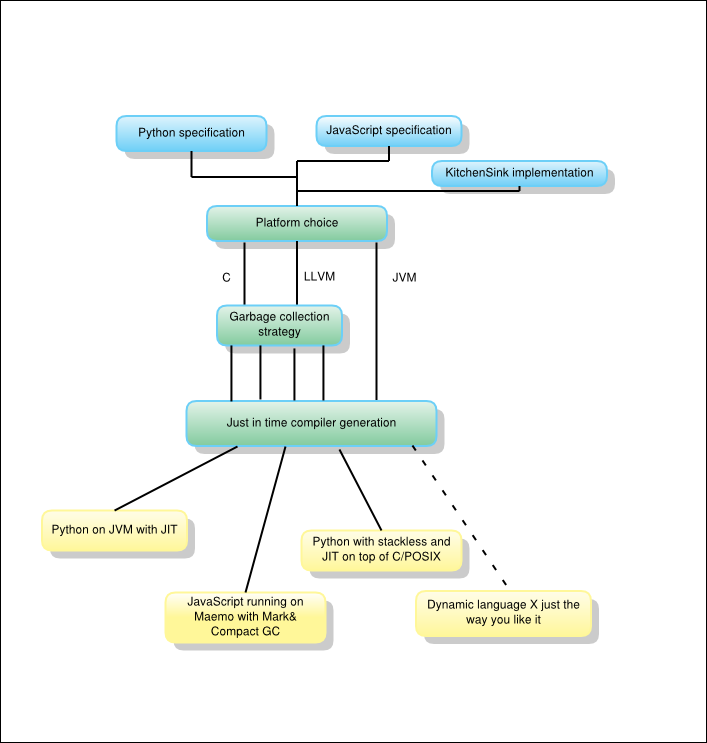 Python specification
JavaScript specification
KitchenSink implementation
Platform choice
C
LLVM
JVM
Garbage collection
strategy
Just in time compiler generation
Python on JVM with JIT
Python with stackless and
JIT on top of C/POSIX
JavaScript running on
Maemo with Mark&
Compact GC
Dynamic language X just the
way you like it